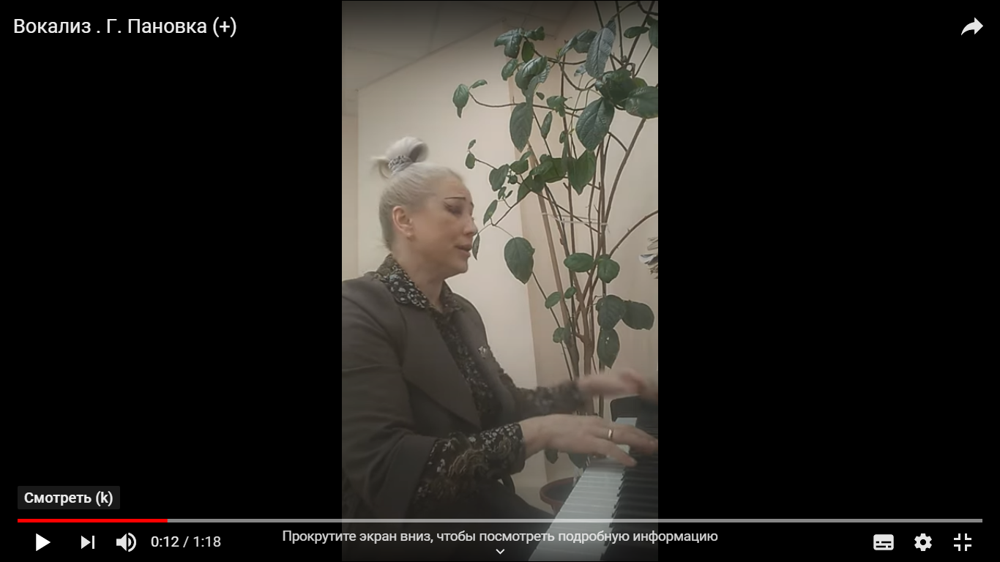 Вокализ . Г. Пановка (+)
Смотреть (k)
0:12 / 1:18
Прокрутите экран вниз, чтобы посмотреть подробную информацию